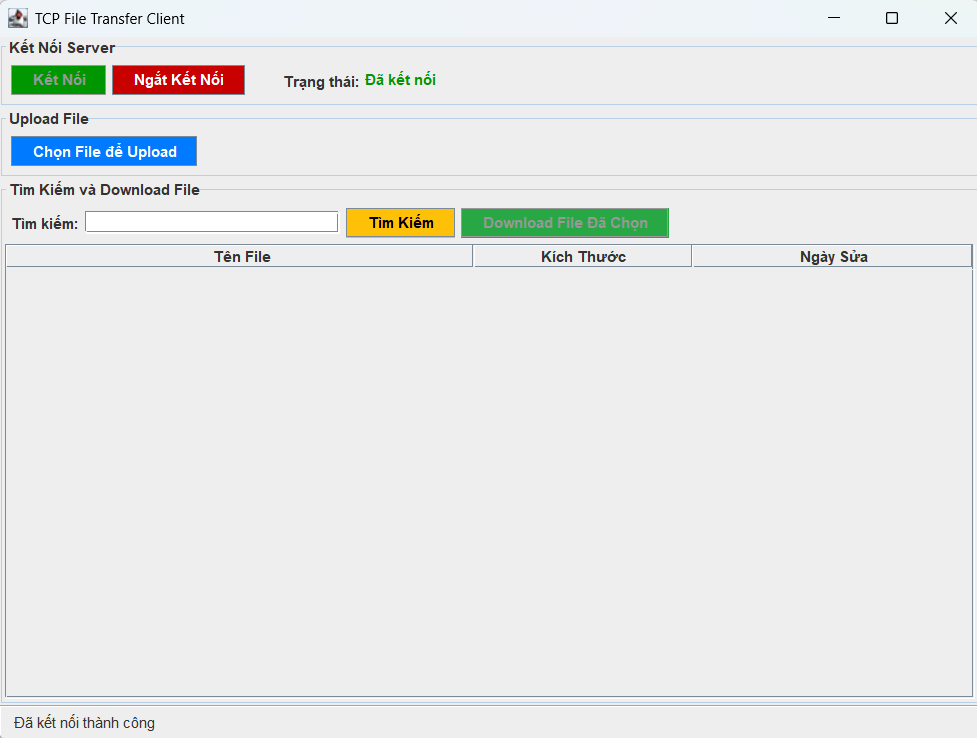 TCP File Transfer Client
Kết Nối Server
Kết Nối Ngắt Kết Nối Trạng thái: Đã kết nối
Upload File
Chọn File để Upload
Tìm Kiếm và Download File
Tìm kiếm: Tìm Kiếm Download File Đã Chọn
Tên File Kích Thước Ngày Sửa
Đã kết nối thành công